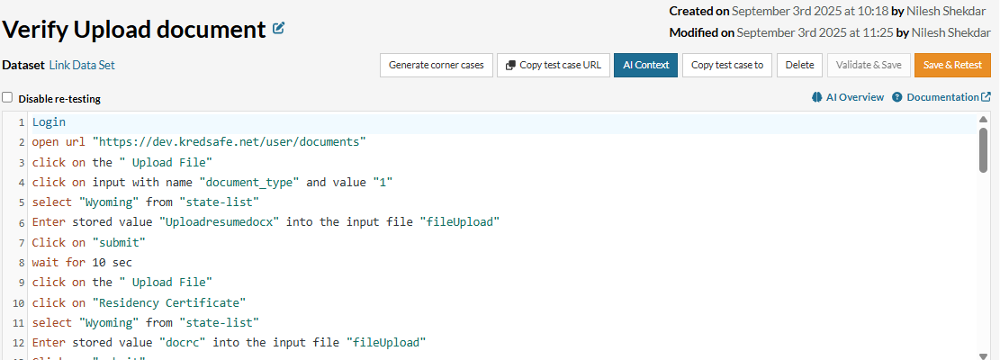 Created on September 3rd 2025 at 10:18 by Nilesh Shekdar
Verify Upload document
Modified on September 3rd 2025 at 11:25 by Nilesh Shekdar
Dataset Link Data Set
Generate corner cases
Copy test case URL
AI Context
Copy test case to
Delete
Validate & Save
Save & Retest
Disable re-testing
AI Overview
Documentation
1 Login
2 open url "https://dev.kredsafe.net/user/documents"
3 click on the " Upload File"
4 click on input with name "document_type" and value "1"
5 select "Wyoming" from "state-list"
6 Enter stored value "Uploadresumedocx" into the input file "fileUpload"
7 Click on "submit"
8 wait for 10 sec
9 click on the " Upload File"
10 click on "Residency Certificate"
11 select "Wyoming" from "state-list"
12 Enter stored value "docrc" into the input file "fileUpload"